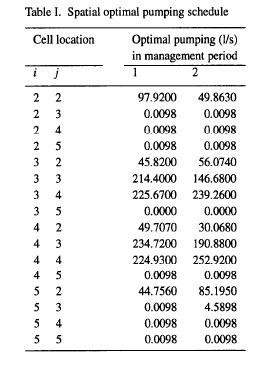 Table I. Spatial optimal pumping schedule
Cell location Optimal pumping (l/s)
in management period
i j 1 2
2 2 97.9200 49.8630
2 3 0.0098 0.0098
2 4 0.0098 0.0098
2 5 0.0098 0.0098
3 2 45.8200 56.0740
3 3 214.4000 146.6800
3 4 225.6700 239.2600
3 5 0.0000 0.0000
4 2 49.7070 30.0680
4 3 234.7200 190.8800
4 4 224.9300 252.9200
4 5 0.0098 0.0098
5 2 44.7560 85.1950
5 3 0.0098 4.5898
5 4 0.0098 0.0098
5 5 0.0098 0.0098